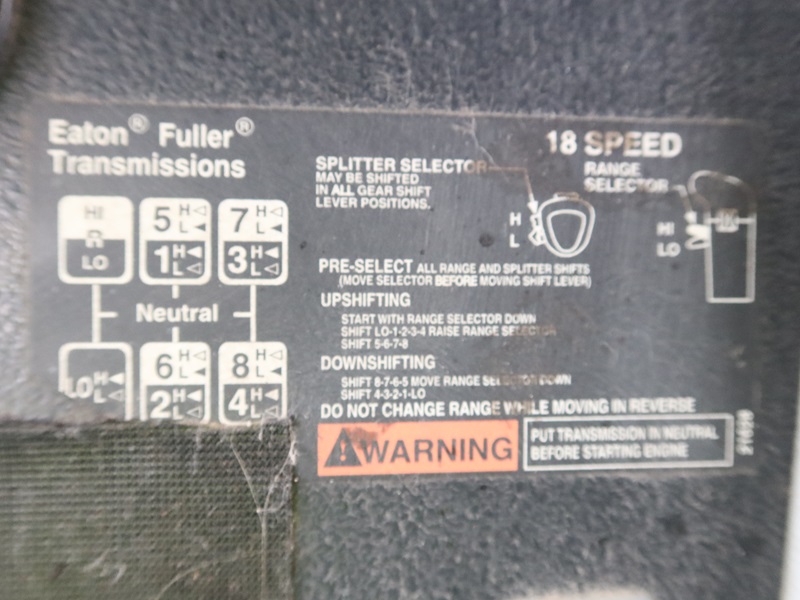 Eaton® Fuller®
Transmissions
18 SPEED
SPLITTER SELECTOR
MAY BE SHIFTED
IN ALL GEAR SHIFT
LEVER POSITIONS.
RANGE
SELECTOR
H
L
HI
LO
HI
R
LO
5 H L
1 H L
7 H L
3 H L
Neutral
LO H L
6 H L
2 H L
8 H L
4 H L
PRE-SELECT ALL RANGE AND SPLITTER SHIFTS
(MOVE SELECTOR BEFORE MOVING SHIFT LEVER)
UPSHIFTING
START WITH RANGE SELECTOR DOWN
SHIFT LO-1-2-3-4 RAISE RANGE SELECTOR
SHIFT 5-6-7-8
DOWNSHIFTING
SHIFT 8-7-6-5 MOVE RANGE SELECTOR DOWN
SHIFT 4-3-2-1-LO
DO NOT CHANGE RANGE WHILE MOVING IN REVERSE
WARNING
PUT TRANSMISSION IN NEUTRAL
BEFORE STARTING ENGINE